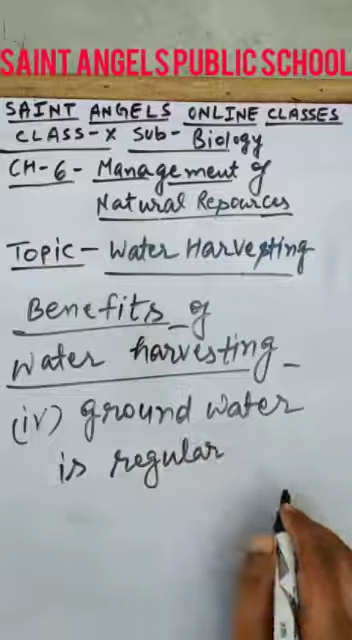 SAINT ANGELS PUBLIC SCHOOL
SAINT ANGELS ONLINE CLASSES
CLASS-X SUB- Biology
CH-6- Management of
Natural Resources
TOPIC- Water Harvesting
Benefits of
Water harvesting -
(iv) ground water
is regular